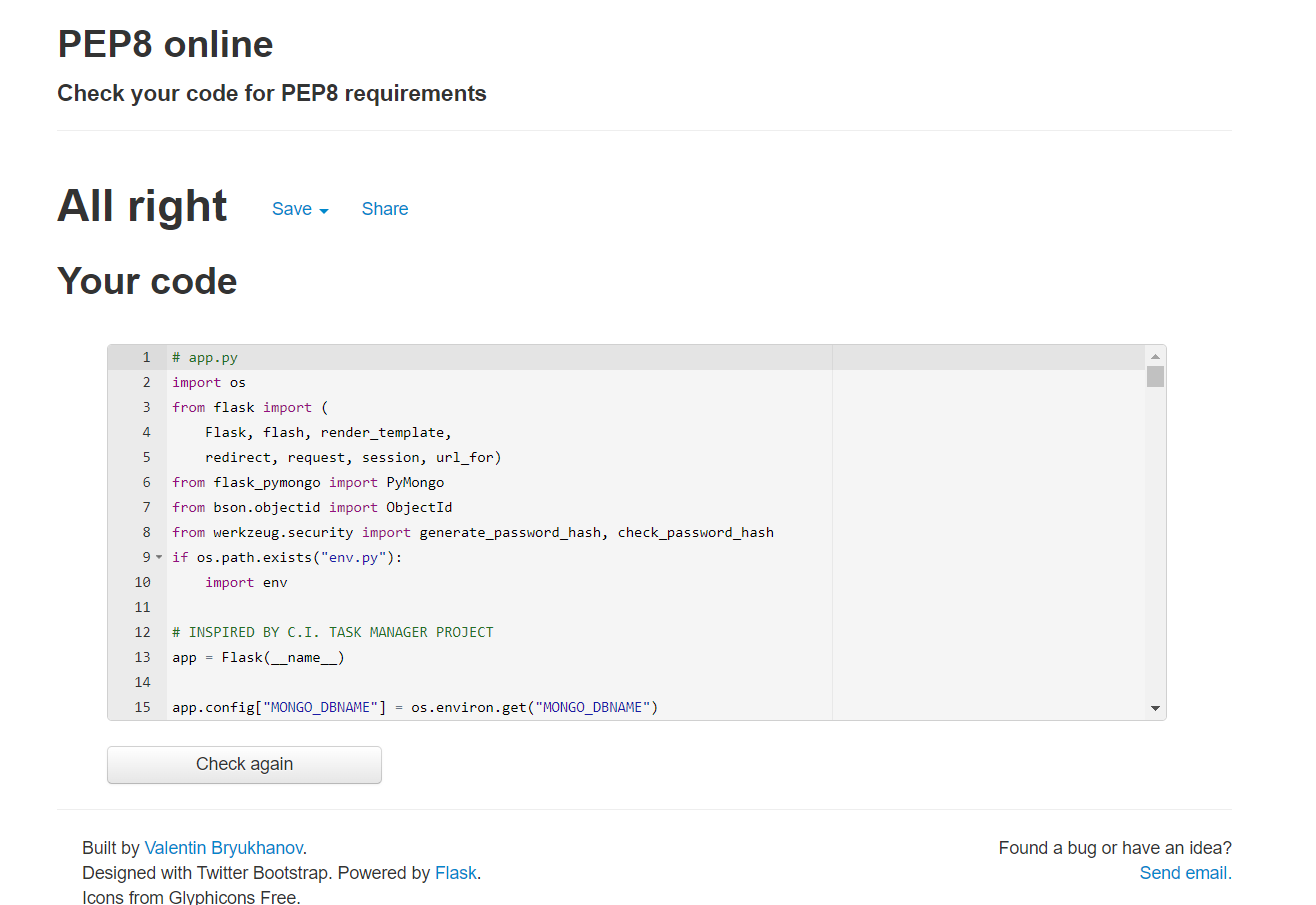 PEP8 online
Check your code for PEP8 requirements
All right Save Share
Your code
1 # app.py
2 import os
3 from flask import (
4     Flask, flash, render_template,
5     redirect, request, session, url_for)
6 from flask_pymongo import PyMongo
7 from bson.objectid import ObjectId
8 from werkzeug.security import generate_password_hash, check_password_hash
9 if os.path.exists("env.py"):
10     import env
11
12 # INSPIRED BY C.I. TASK MANAGER PROJECT
13 app = Flask(__name__)
14
15 app.config["MONGO_DBNAME"] = os.environ.get("MONGO_DBNAME")
Check again
Built by Valentin Bryukhanov. Found a bug or have an idea?
Designed with Twitter Bootstrap. Powered by Flask. Send email.
Icons from Glyphicons Free.